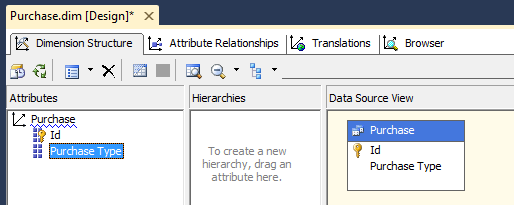 Purchase.dim [Design]*
Dimension Structure Attribute Relationships Translations Browser
Attributes Hierarchies Data Source View
Purchase
Id
Purchase Type
To create a new
hierarchy, drag an
attribute here.
Purchase
Id
Purchase Type